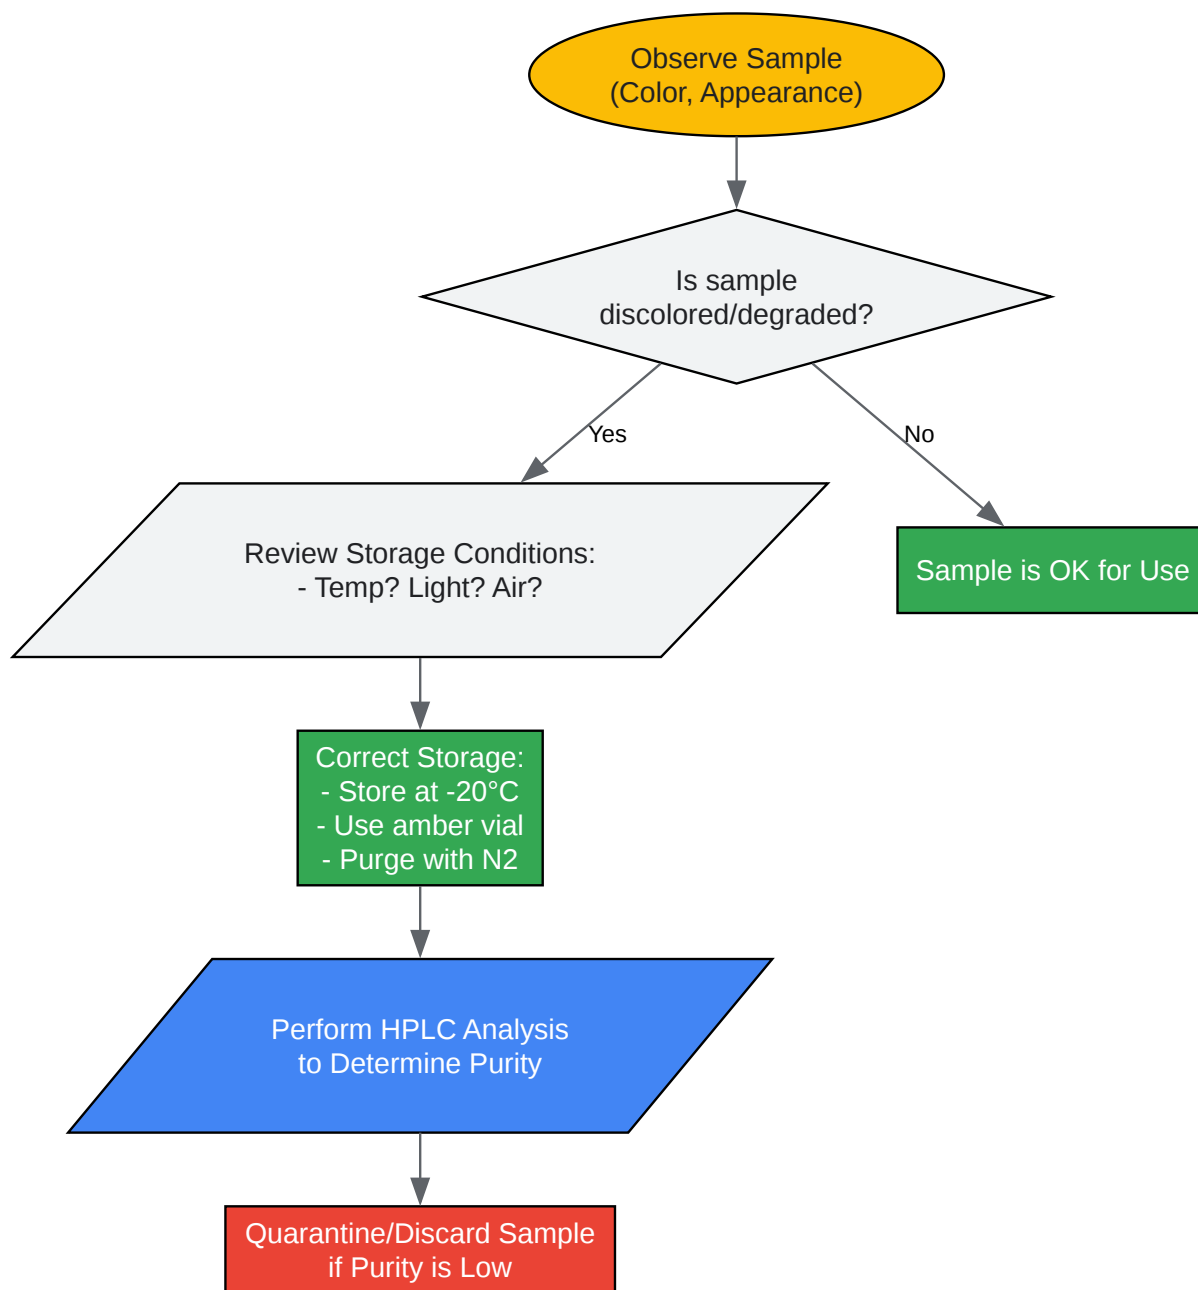 Observe Sample
(Color, Appearance)
Is sample
discolored/degraded?
Yes
No
Review Storage Conditions:
- Temp? Light? Air?
Sample is OK for Use
Correct Storage:
- Store at -20°C
- Use amber vial
- Purge with N2
Perform HPLC Analysis
to Determine Purity
Quarantine/Discard Sample
if Purity is Low